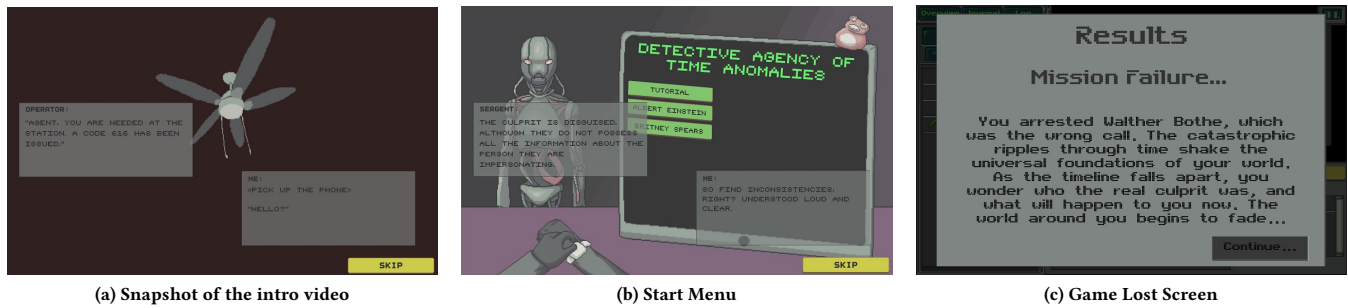 OPERATOR:
"AGENT, YOU ARE NEEDED AT THE
STATION. A CODE 616 HAS BEEN
ISSUED."
ME:
<PICK UP THE PHONE>
"HELLO?"
SKIP
(a) Snapshot of the intro video
DETECTIVE AGENCY OF
TIME ANOMALIES
TUTORIAL
ALBERT EINSTEIN
BRITNEY SPEARS
SERGENT:
THE CULPRIT IS DISGUISED,
ALTHOUGH THEY DO NOT POSSESS
ALL THE INFORMATION ABOUT THE
PERSON THEY ARE
IMPERSONATING.
ME:
SO FIND INCONSISTENCIES,
RIGHT? UNDERSTOOD LOUD AND
CLEAR.
SKIP
(b) Start Menu
Overview Journal Log
Results
Mission Failure...
You arrested Walther Bothe, which
was the wrong call. The catastrophic
ripples through time shake the
universal foundations of your world.
As the timeline falls apart, you
wonder who the real culprit was, and
what will happen to you now. The
world around you begins to fade...
Continue...
(c) Game Lost Screen